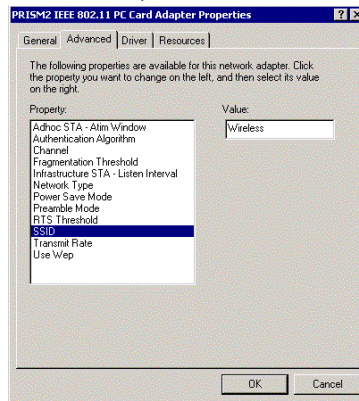 PRISM2 IEEE 802.11 PC Card Adapter Properties
General Advanced Driver Resources
The following properties are available for this network adapter. Click
the property you want to change on the left, and then select its value
on the right.
Property: Value:
Adhoc STA - Atim Window Wireless
Authentication Algorithm
Channel
Fragmentation Threshold
Infrastructure STA - Listen Interval
Network Type
Power Save Mode
Preamble Mode
RTS Threshold
SSID
Transmit Rate
Use Wep
OK Cancel